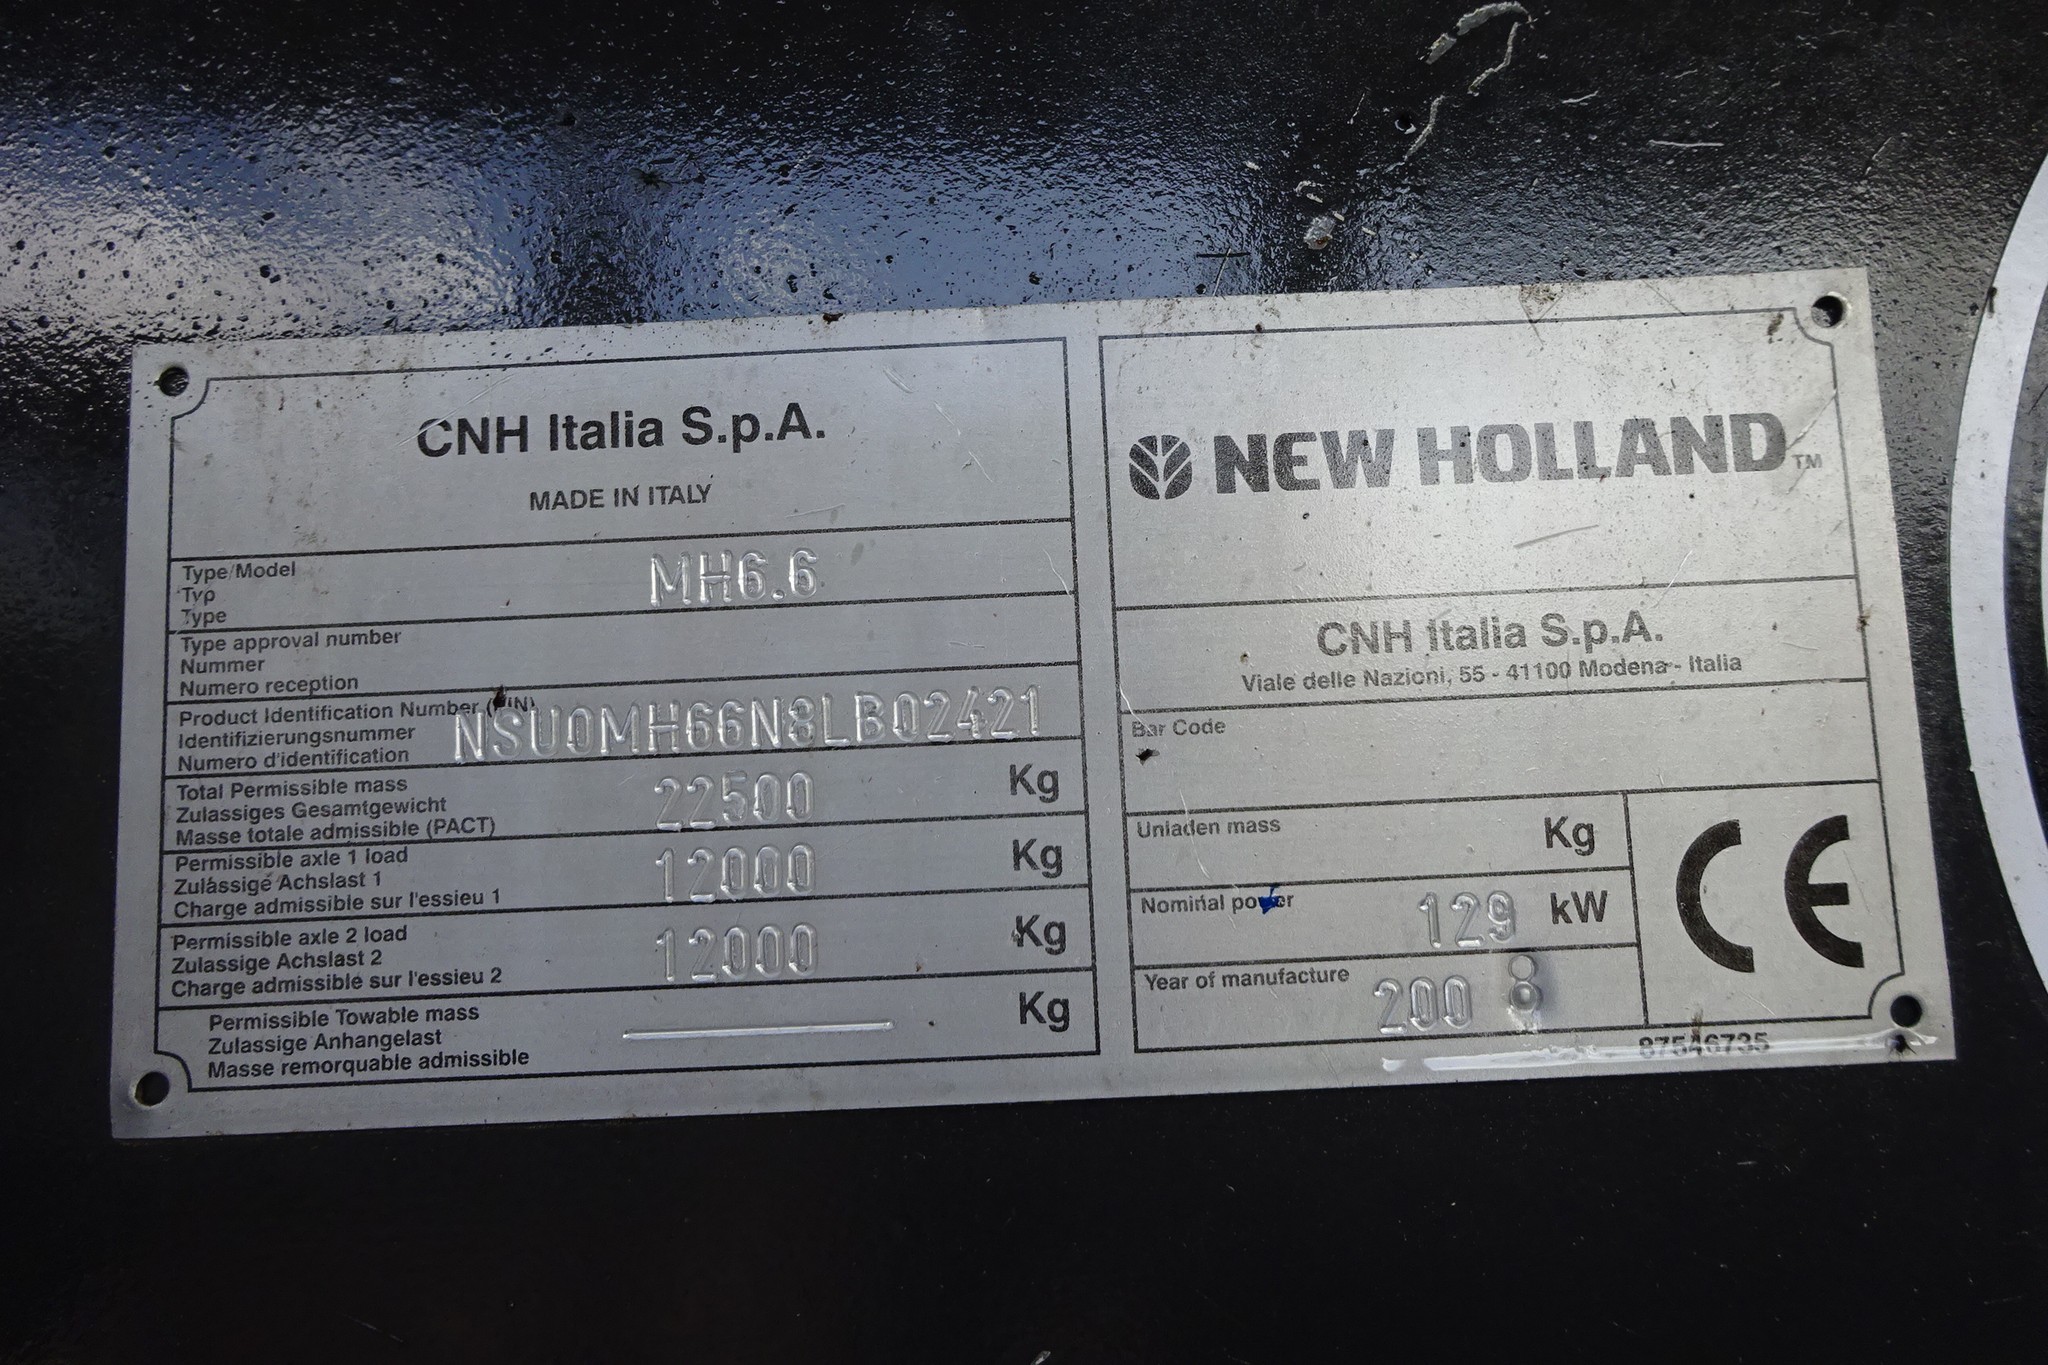 CNH Italia S.p.A.
MADE IN ITALY
Type/Model
Typ
Type
MH6.6
Type approval number
Nummer
Numero reception
Product Identification Number (PIN)
Identifizierungsnummer
Numero d'identification
NSU0MH66N8LB02421
Total Permissible mass
Zulassiges Gesamtgewicht
Masse totale admissible (PACT)
22500 Kg
Permissible axle 1 load
Zulassige Achslast 1
Charge admissible sur l'essieu 1
12000 Kg
Permissible axle 2 load
Zulassige Achslast 2
Charge admissible sur l'essieu 2
12000 Kg
Permissible Towable mass
Zulassige Anhangelast
Masse remorquable admissible
Kg
NEW HOLLAND TM
CNH Italia S.p.A.
Viale delle Nazioni, 55 - 41100 Modena - Italia
Bar Code
Unladen mass Kg
Nominal power 129 kW
Year of manufacture 2008
CE
87546735